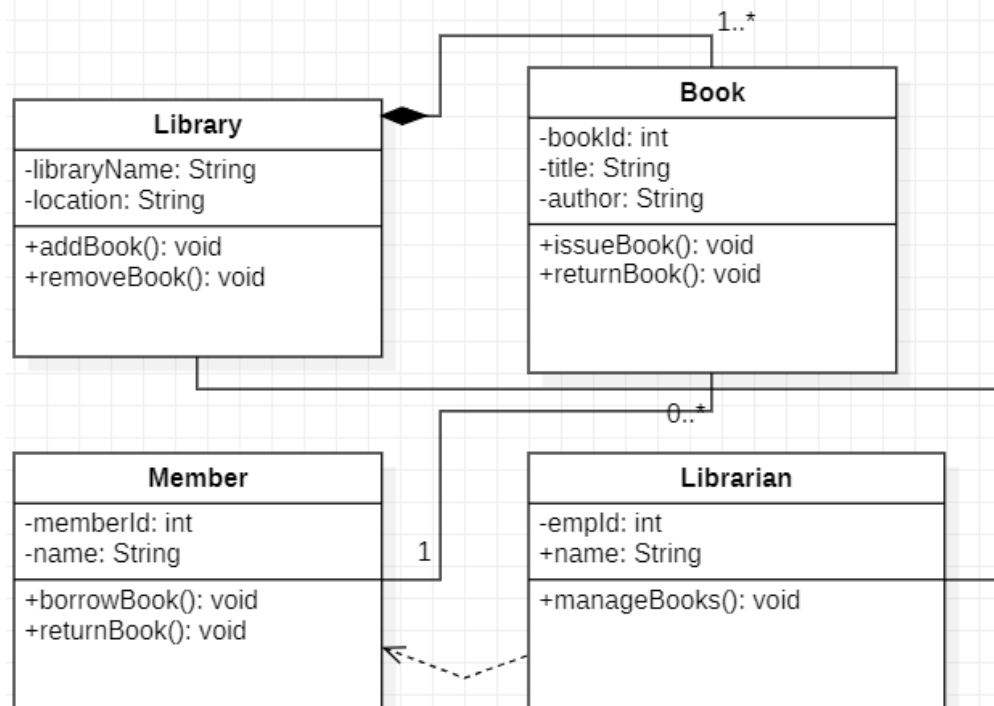 1..*
Library
-libraryName: String
-location: String
+addBook(): void
+removeBook(): void
Book
-bookId: int
-title: String
-author: String
+issueBook(): void
+returnBook(): void
0..*
1
Member
-memberId: int
-name: String
+borrowBook(): void
+returnBook(): void
Librarian
-empId: int
+name: String
+manageBooks(): void